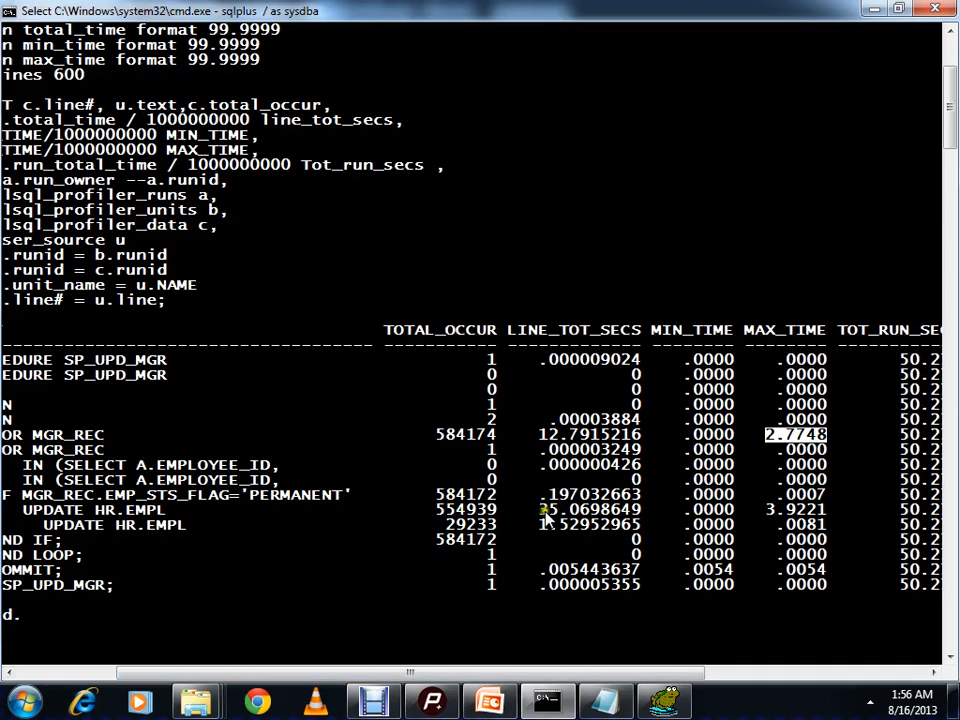 Select C:\Windows\system32\cmd.exe - sqlplus / as sysdba
n total_time format 99.9999
n min_time format 99.9999
n max_time format 99.9999
ines 600
T c.line#, u.text,c.total_occur,
.total_time / 1000000000 line_tot_secs,
TIME/1000000000 MIN_TIME,
TIME/1000000000 MAX_TIME,
.run_total_time / 1000000000 Tot_run_secs ,
a.run_owner --a.runid,
lsql_profiler_runs a,
lsql_profiler_units b,
lsql_profiler_data c,
ser_source u
.runid = b.runid
.runid = c.runid
.unit_name = u.NAME
.line# = u.line;
TOTAL_OCCUR LINE_TOT_SECS MIN_TIME MAX_TIME TOT_RUN_SE
EDURE SP_UPD_MGR 1 .000009024 .0000 .0000 50.2
EDURE SP_UPD_MGR 0 0 .0000 .0000 50.2
0 0 .0000 .0000 50.2
N 1 0 .0000 .0000 50.2
N 2 .00003884 .0000 .0000 50.2
OR MGR_REC 584174 12.7915216 .0000 2.7748 50.2
OR MGR_REC 1 .000003249 .0000 .0000 50.2
IN (SELECT A.EMPLOYEE_ID, 0 .000000426 .0000 .0000 50.2
IN (SELECT A.EMPLOYEE_ID, 0 0 .0000 .0000 50.2
F MGR_REC.EMP_STS_FLAG='PERMANENT' 584172 .197032663 .0000 .0007 50.2
UPDATE HR.EMPL 554939 35.0698649 .0000 3.9221 50.2
UPDATE HR.EMPL 29233 1.52952965 .0000 .0081 50.2
ND IF; 584172 0 .0000 .0000 50.2
ND LOOP; 1 0 .0000 .0000 50.2
OMMIT; 1 .005443637 .0054 .0054 50.2
SP_UPD_MGR; 1 .000005355 .0000 .0000 50.2
d.
1:56 AM
8/16/2013